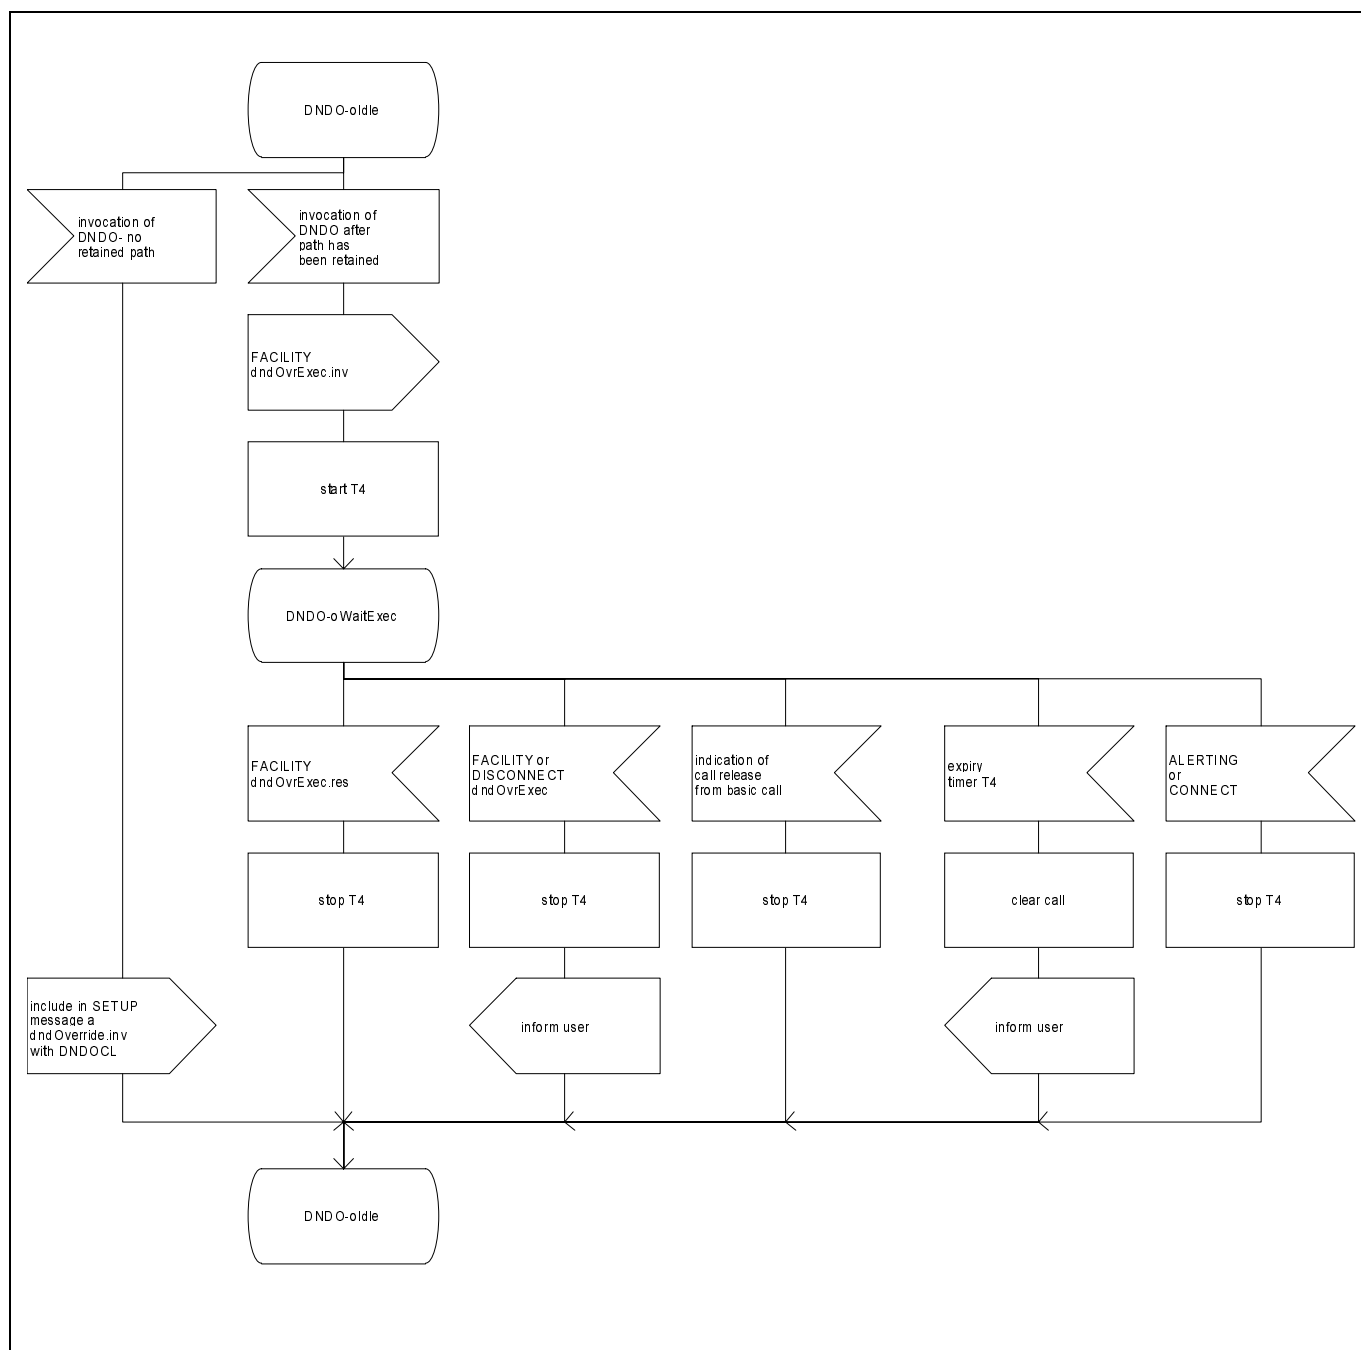 DNDO-oIdle
invocation of
DNDO- no
retained path
invocation of
DNDO after
path has
been retained
FACILITY
dndOvrExec.inv
start T4
DNDO-oWaitExec
FACILITY
dndOvrExec.res
FACILITY or
DISCONNECT
dndOvrExec
indication of
call release
from basic call
expiry
timer T4
ALERTING
or
CONNECT
stop T4
stop T4
stop T4
clear call
stop T4
include in SETUP
message a
dndOverride.inv
with DNDOCL
inform user
inform user
DNDO-oIdle